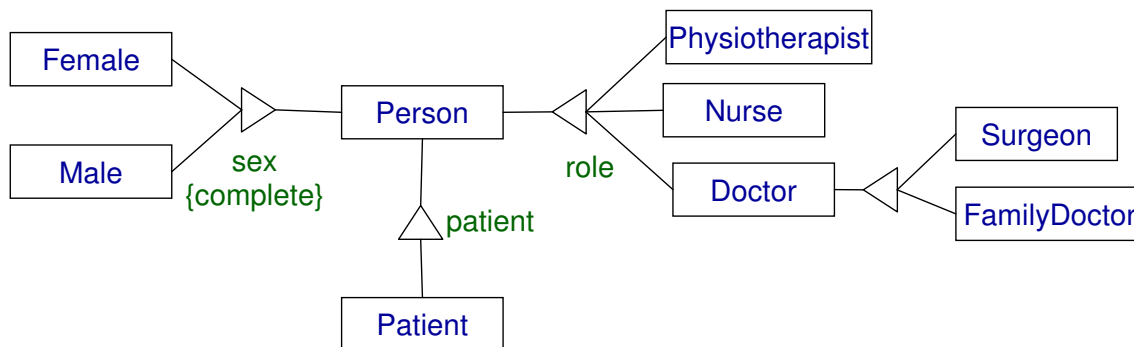 Physiotherapist
Female
Person
Nurse
Surgeon
sex
{complete}
role
Male
Doctor
FamilyDoctor
patient
Patient